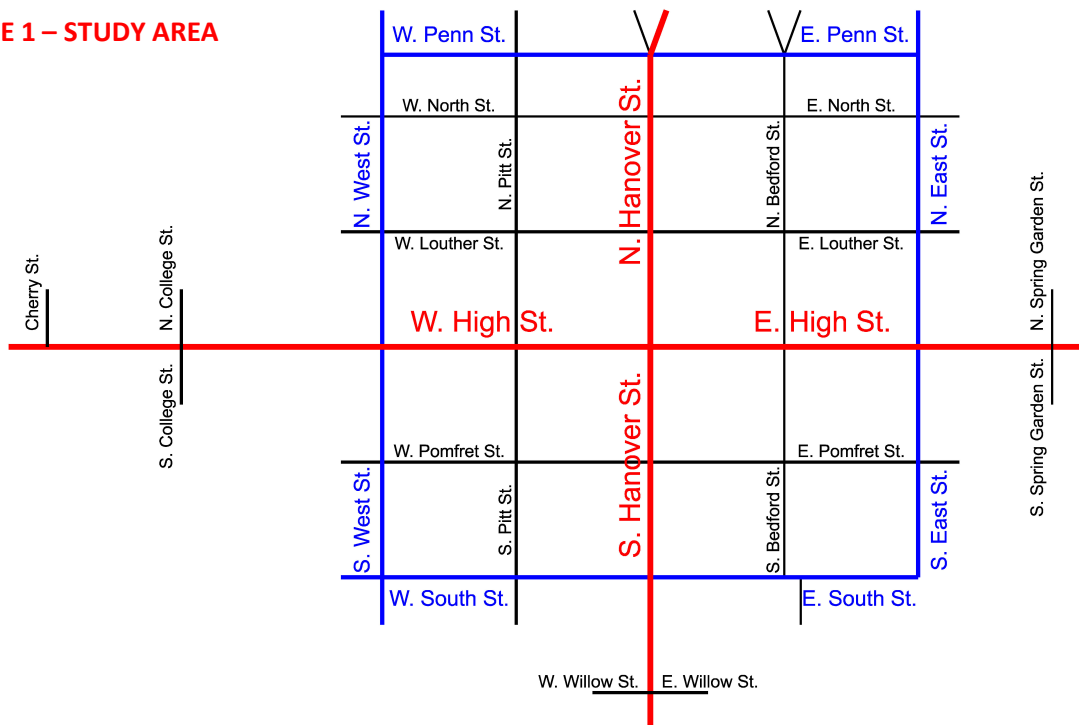 E 1 – STUDY AREA
W. Penn St.
E. Penn St.
W. North St.
E. North St.
N. West St.
N. Pitt St.
N. Hanover St.
N. Bedford St.
N. East St.
W. Louther St.
E. Louther St.
Cherry St.
N. College St.
N. Spring Garden St.
W. High St.
E. High St.
S. College St.
S. Spring Garden St.
W. Pomfret St.
E. Pomfret St.
S. West St.
S. Pitt St.
S. Hanover St.
S. Bedford St.
S. East St.
W. South St.
E. South St.
W. Willow St.
E. Willow St.